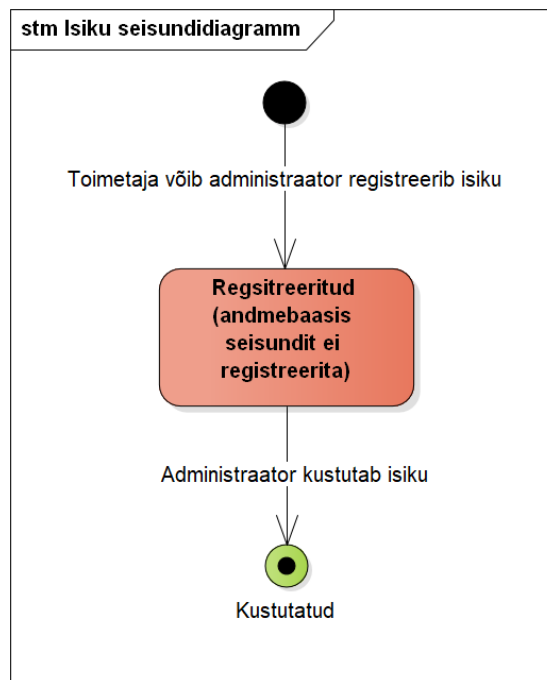 stm Isiku seisundidiagramm
Toimetaja võib administraator registreerib isiku
Regsitreeritud
(andmebaasis
seisundit ei
registreerita)
Administraator kustutab isiku
Kustutatud